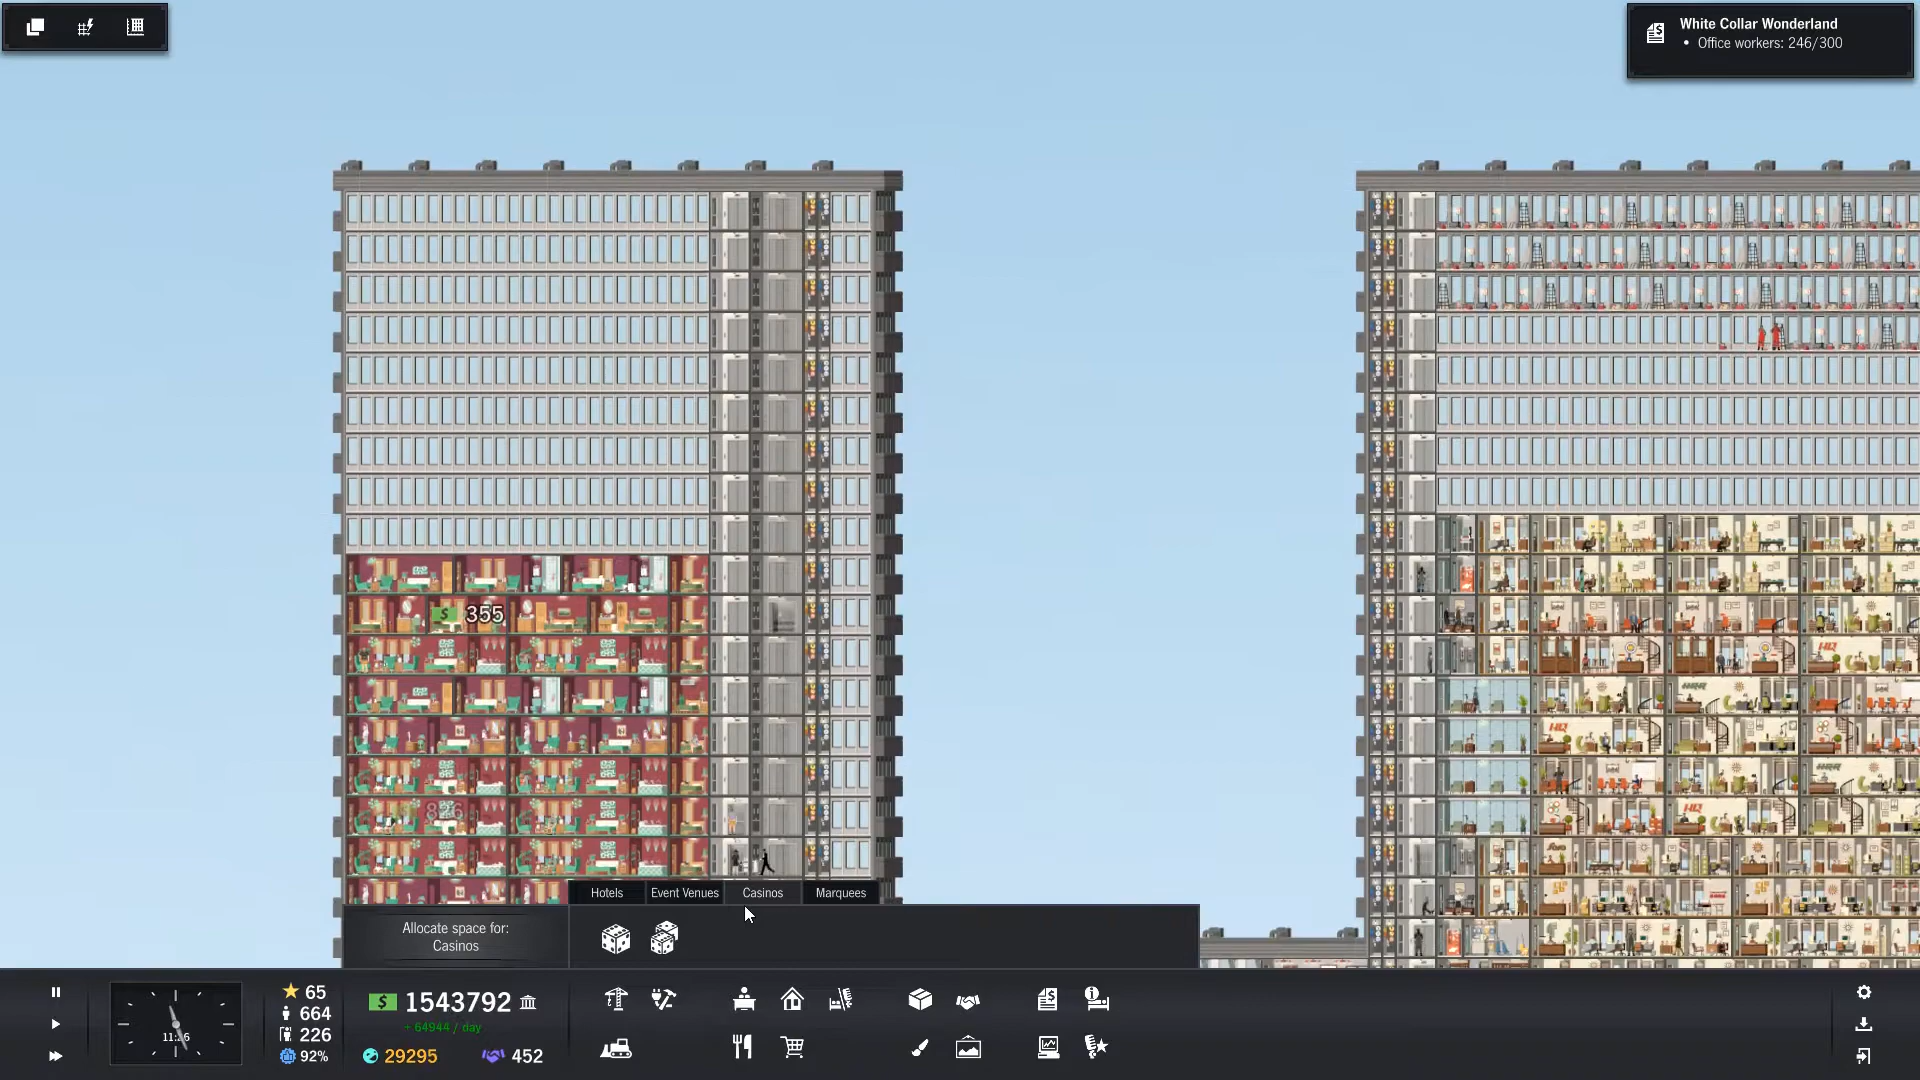 White Collar Wonderland
• Office workers: 246/300
355
826
Hotels
Event Venues
Casinos
Marquees
Allocate space for:
Casinos
65
664
226
92%
1543792
+ 64944 / day
29295
452